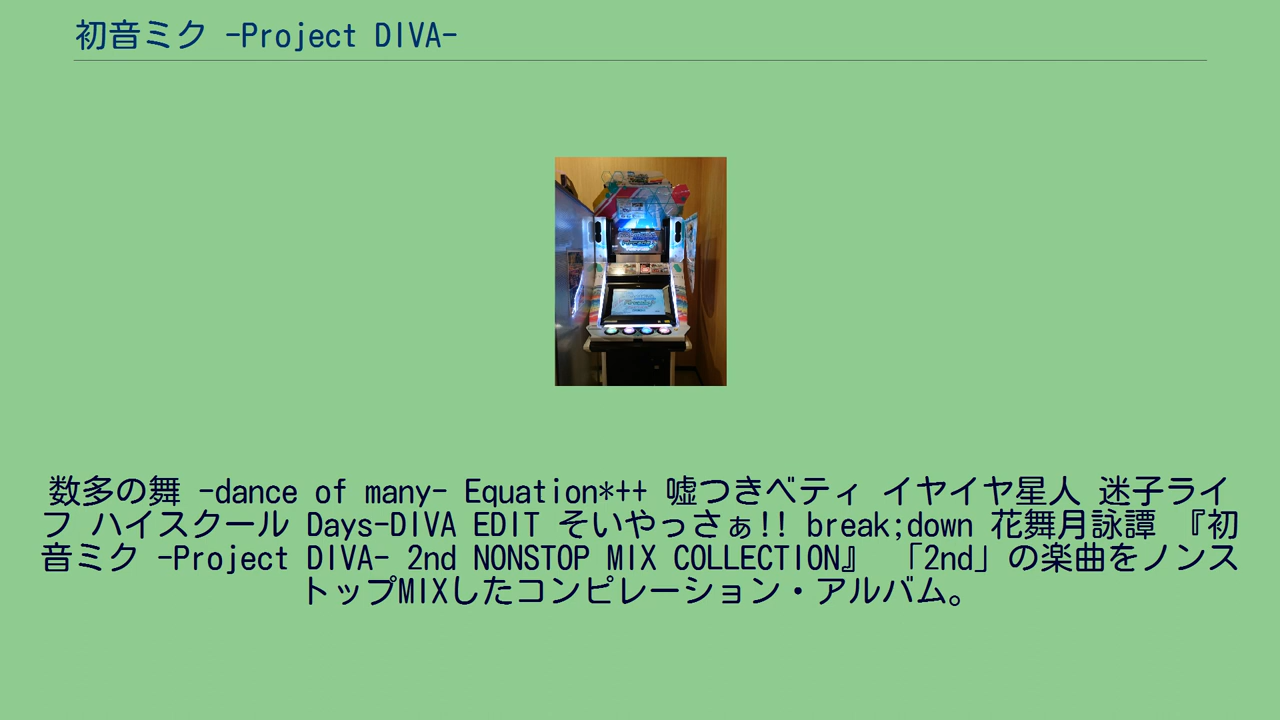 初音ミク -Project DIVA-
数多の舞 -dance of many- Equation*++ 嘘つきベティ イヤイヤ星人 迷子ライ
フ ハイスクール Days-DIVA EDIT そいやっさぁ!! break;down 花舞月詠譚 『初
音ミク -Project DIVA- 2nd NONSTOP MIX COLLECTION』 「2nd」の楽曲をノンス
トップMIXしたコンピレーション・アルバム。